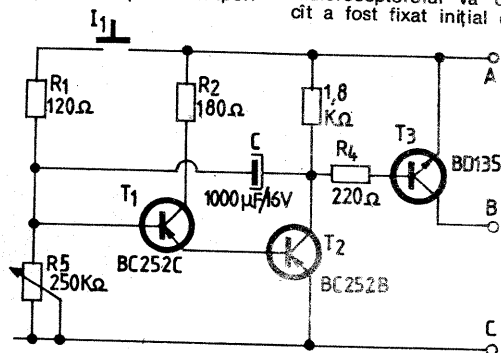 va
cît a fost fixat inițial
I1
A
R1
120Ω
R2
180Ω
1,8
KΩ
T3
C
R4
BD135
1000µF/16V
220Ω
T1
B
T2
BC252C
BC252B
R5
250KΩ
C